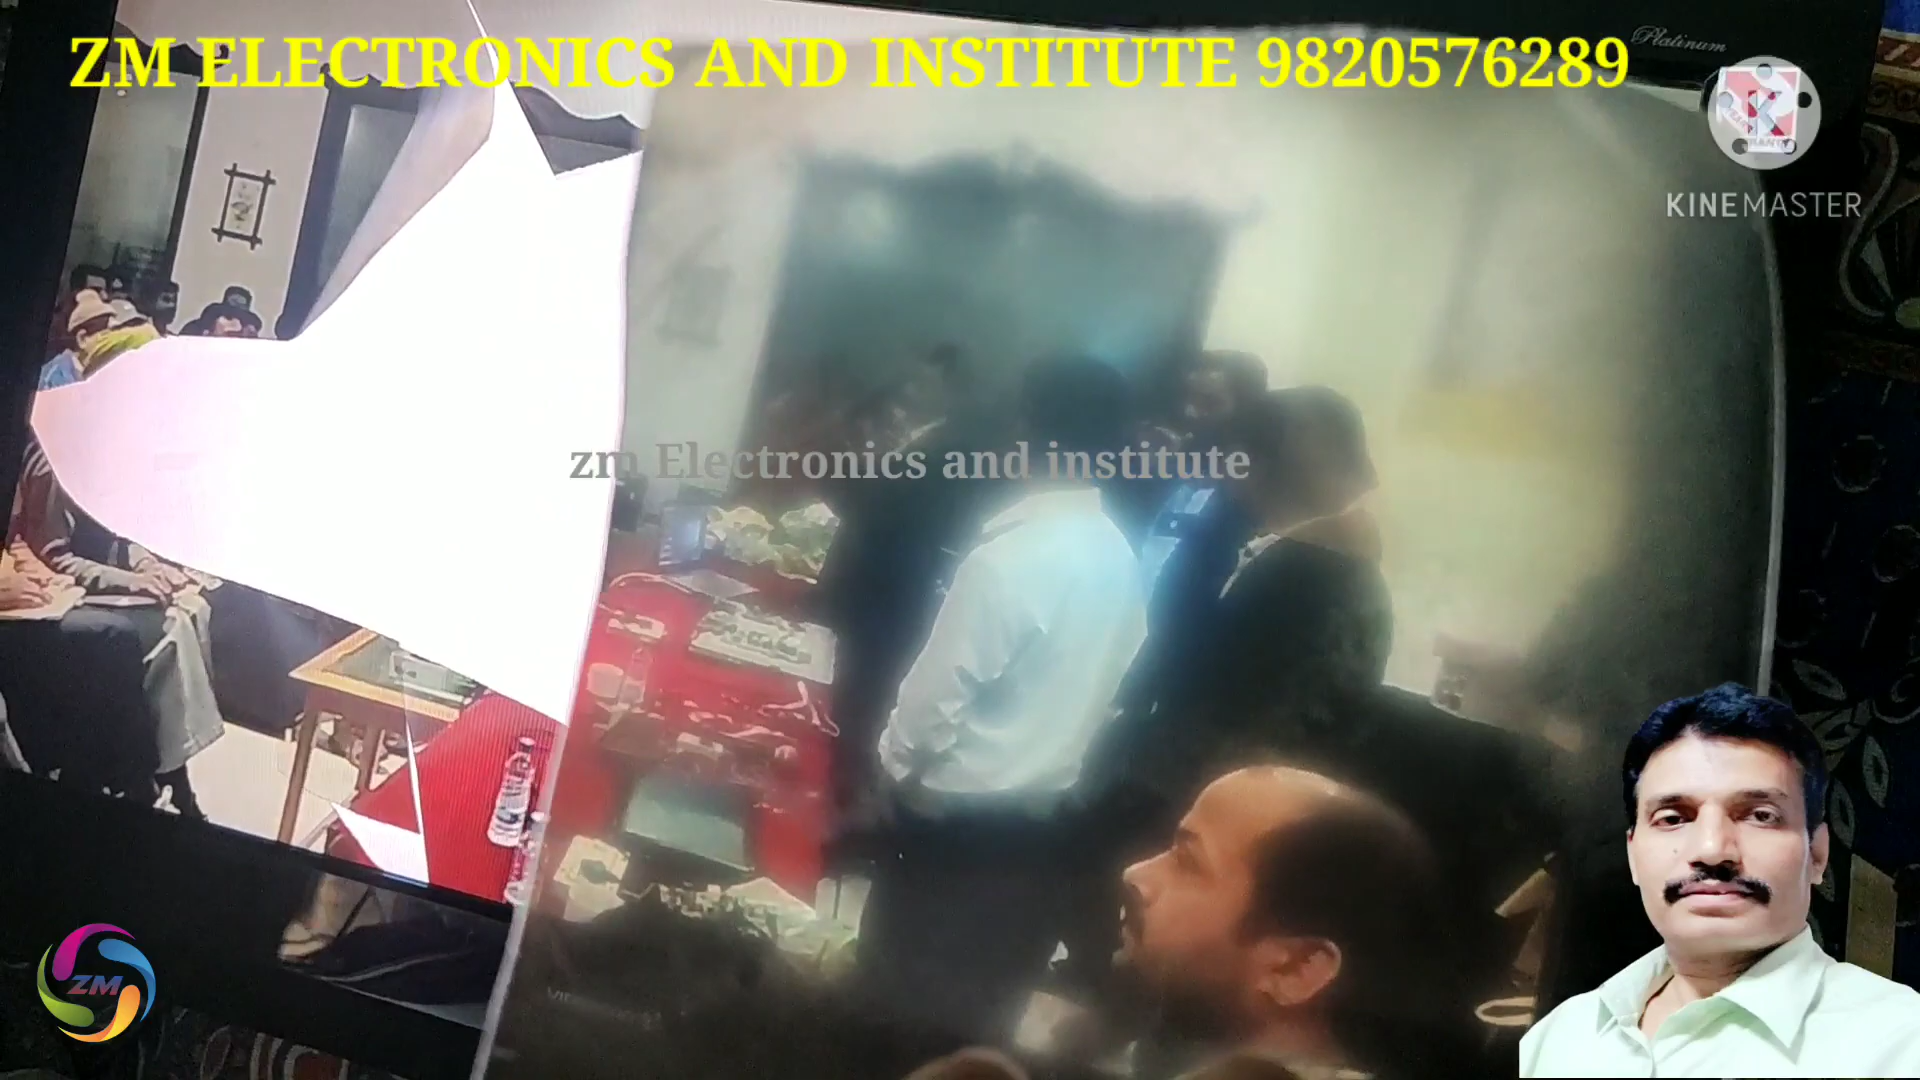 ZM ELECTRONICS AND INSTITUTE 9820576289
Platinum
K
KINEMASTER
zm Electronics and institute
ZM